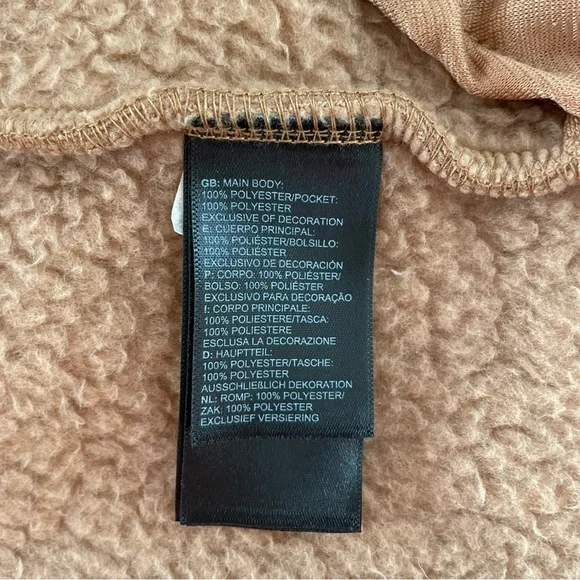 GB: MAIN BODY:
100% POLYESTER/POCKET:
100% POLYESTER
EXCLUSIVE OF DECORATION
E: CUERPO PRINCIPAL:
100% POLIÉSTER/BOLSILLO:
100% POLIÉSTER
EXCLUSIVO DE DECORACIÓN
P: CORPO: 100% POLIÉSTER/
BOLSO: 100% POLIÉSTER
EXCLUSIVO PARA DECORAÇÃO
I: CORPO PRINCIPALE:
100% POLIESTERE/TASCA:
100% POLIESTERE
ESCLUSA LA DECORAZIONE
D: HAUPTTEIL:
100% POLYESTER/TASCHE:
100% POLYESTER
AUSSCHLIEßLICH DEKORATION
NL: ROMP: 100% POLYESTER/
ZAK: 100% POLYESTER
EXCLUSIEF VERSIERING